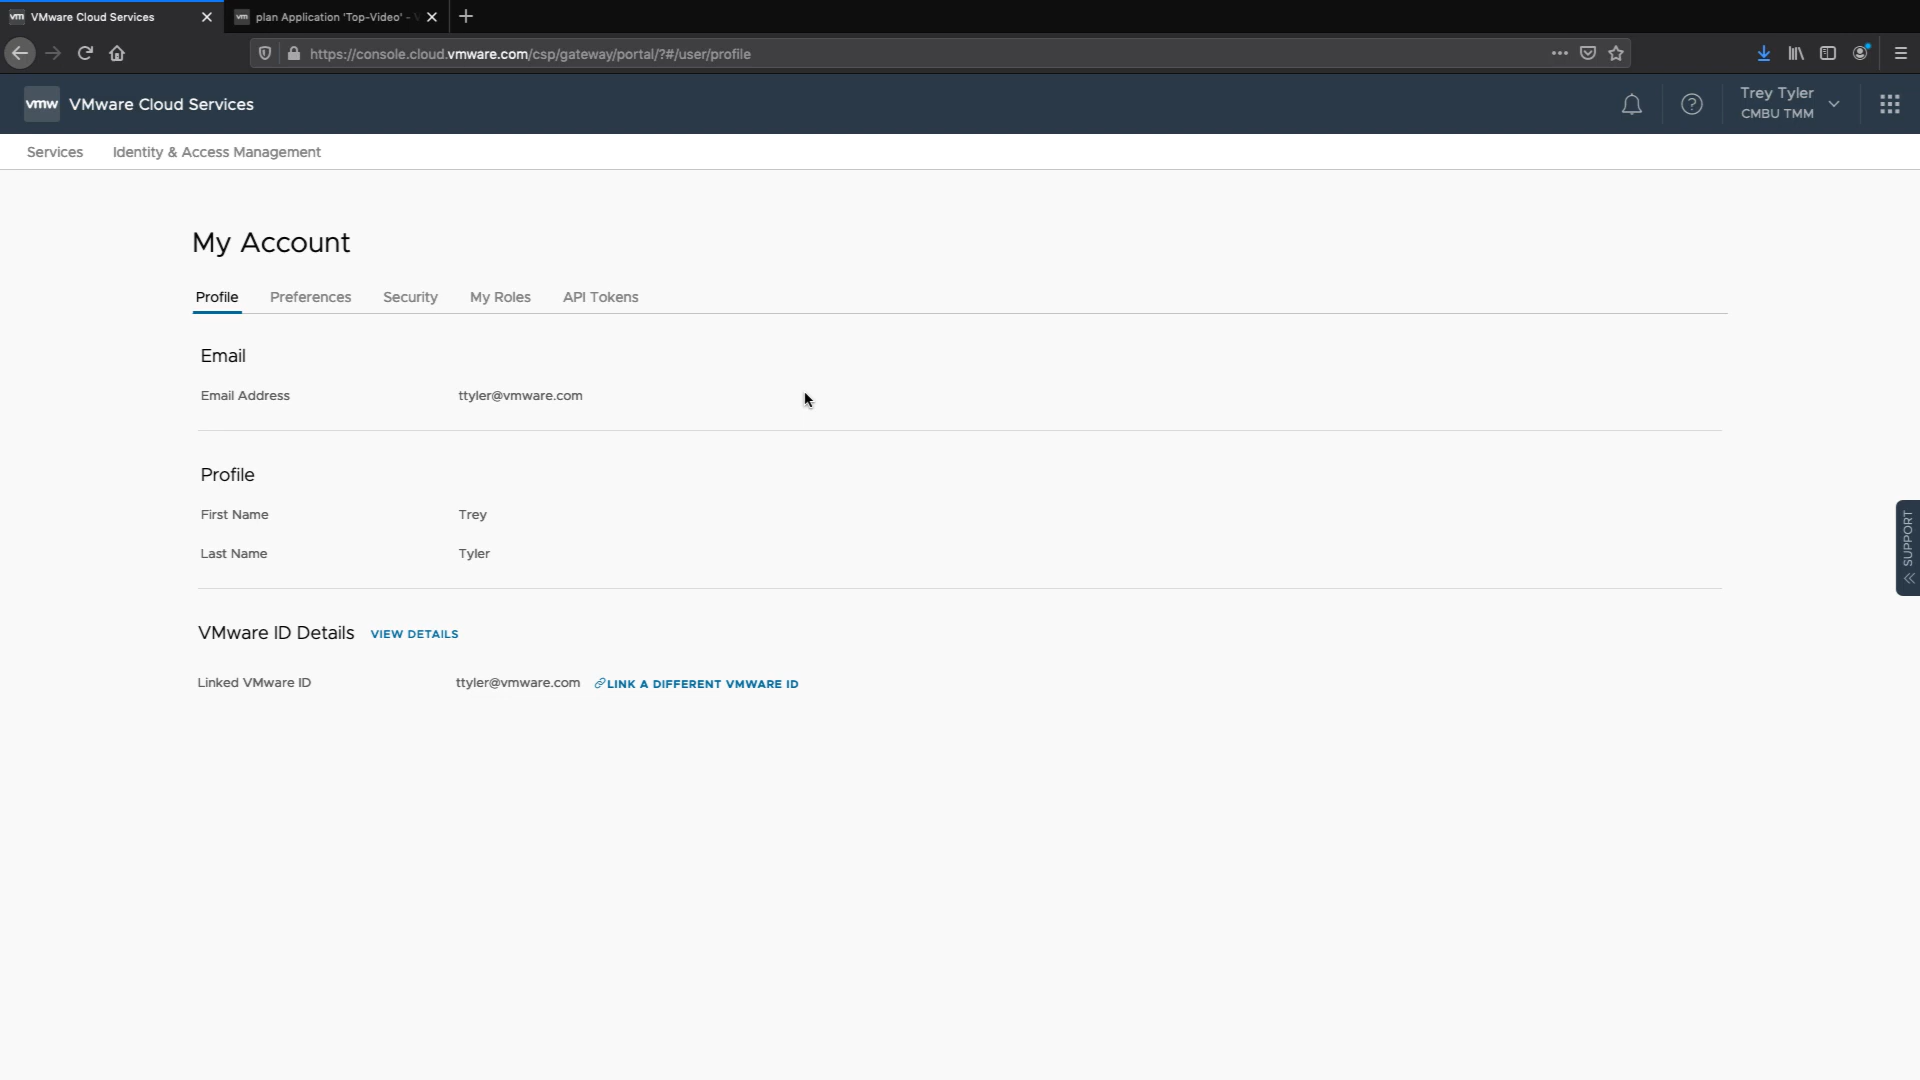 vm VMware Cloud Services
vm plan Application 'Top-Video' -
https://console.cloud.vmware.com/csp/gateway/portal/?#/user/profile
vmw VMware Cloud Services
Trey Tyler
CMBU TMM
Services Identity & Access Management
My Account
Profile Preferences Security My Roles API Tokens
Email
Email Address ttyler@vmware.com
Profile
First Name Trey
Last Name Tyler
SUPPORT
VMware ID Details VIEW DETAILS
Linked VMware ID ttyler@vmware.com LINK A DIFFERENT VMWARE ID